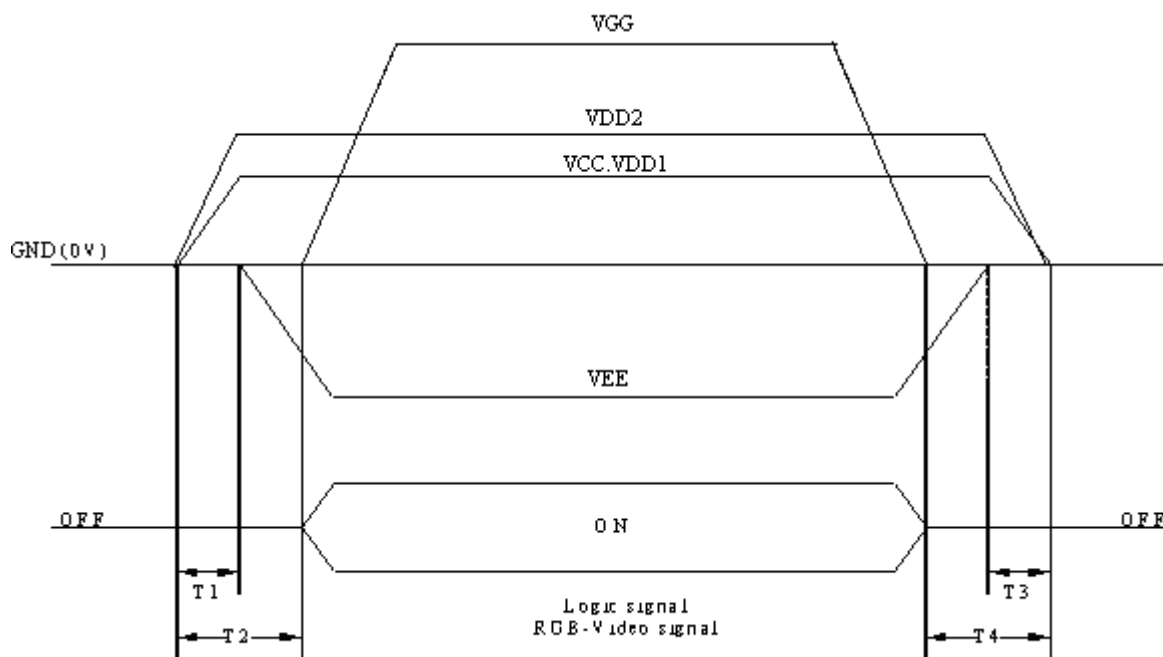 VGG
VDD2
VCC.VDD1
GND(0V)
VEE
OFF
ON
OFF
T1
T3
Logic signal
RGB-Video signal
T2
T4